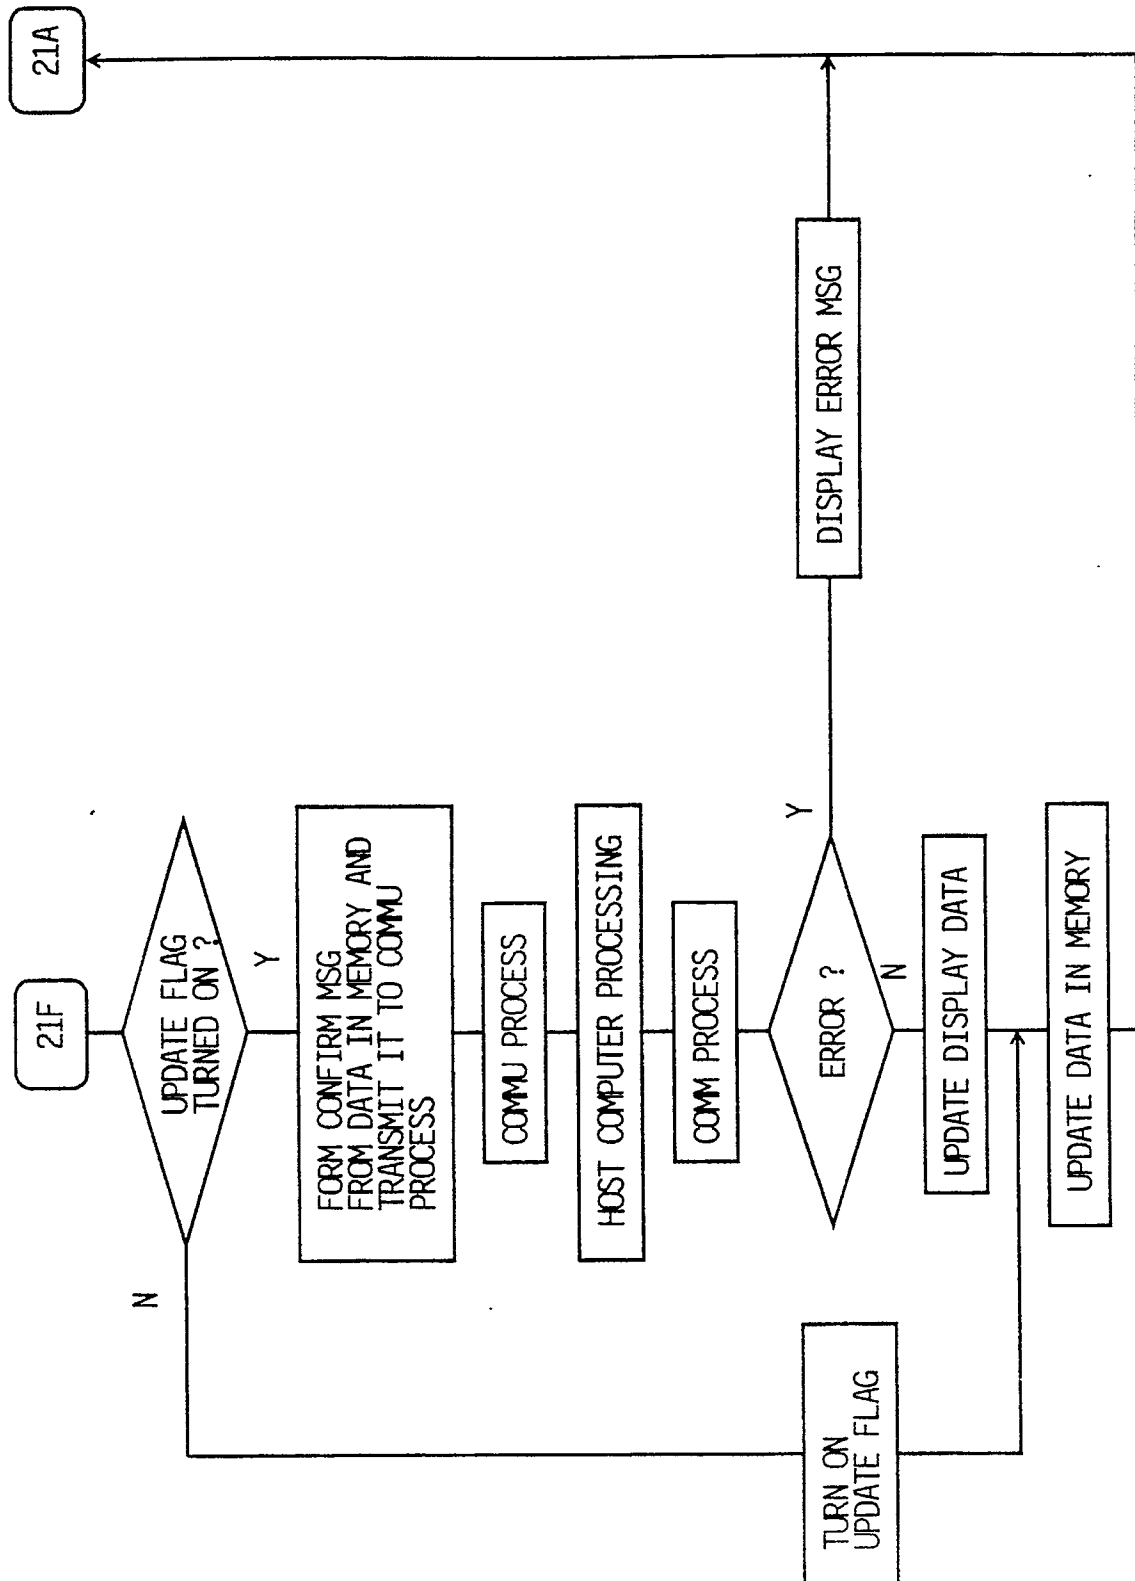 21A
21F
UPDATE FLAG
TURNED ON ?
Y
N
FORM CONFIRM MSG
FROM DATA IN MEMORY AND
TRANSMIT IT TO COMMU
PROCESS
COMMU PROCESS
HOST COMPUTER PROCESSING
COMM PROCESS
ERROR ?
Y
N
DISPLAY ERROR MSG
UPDATE DISPLAY DATA
TURN ON
UPDATE FLAG
UPDATE DATA IN MEMORY